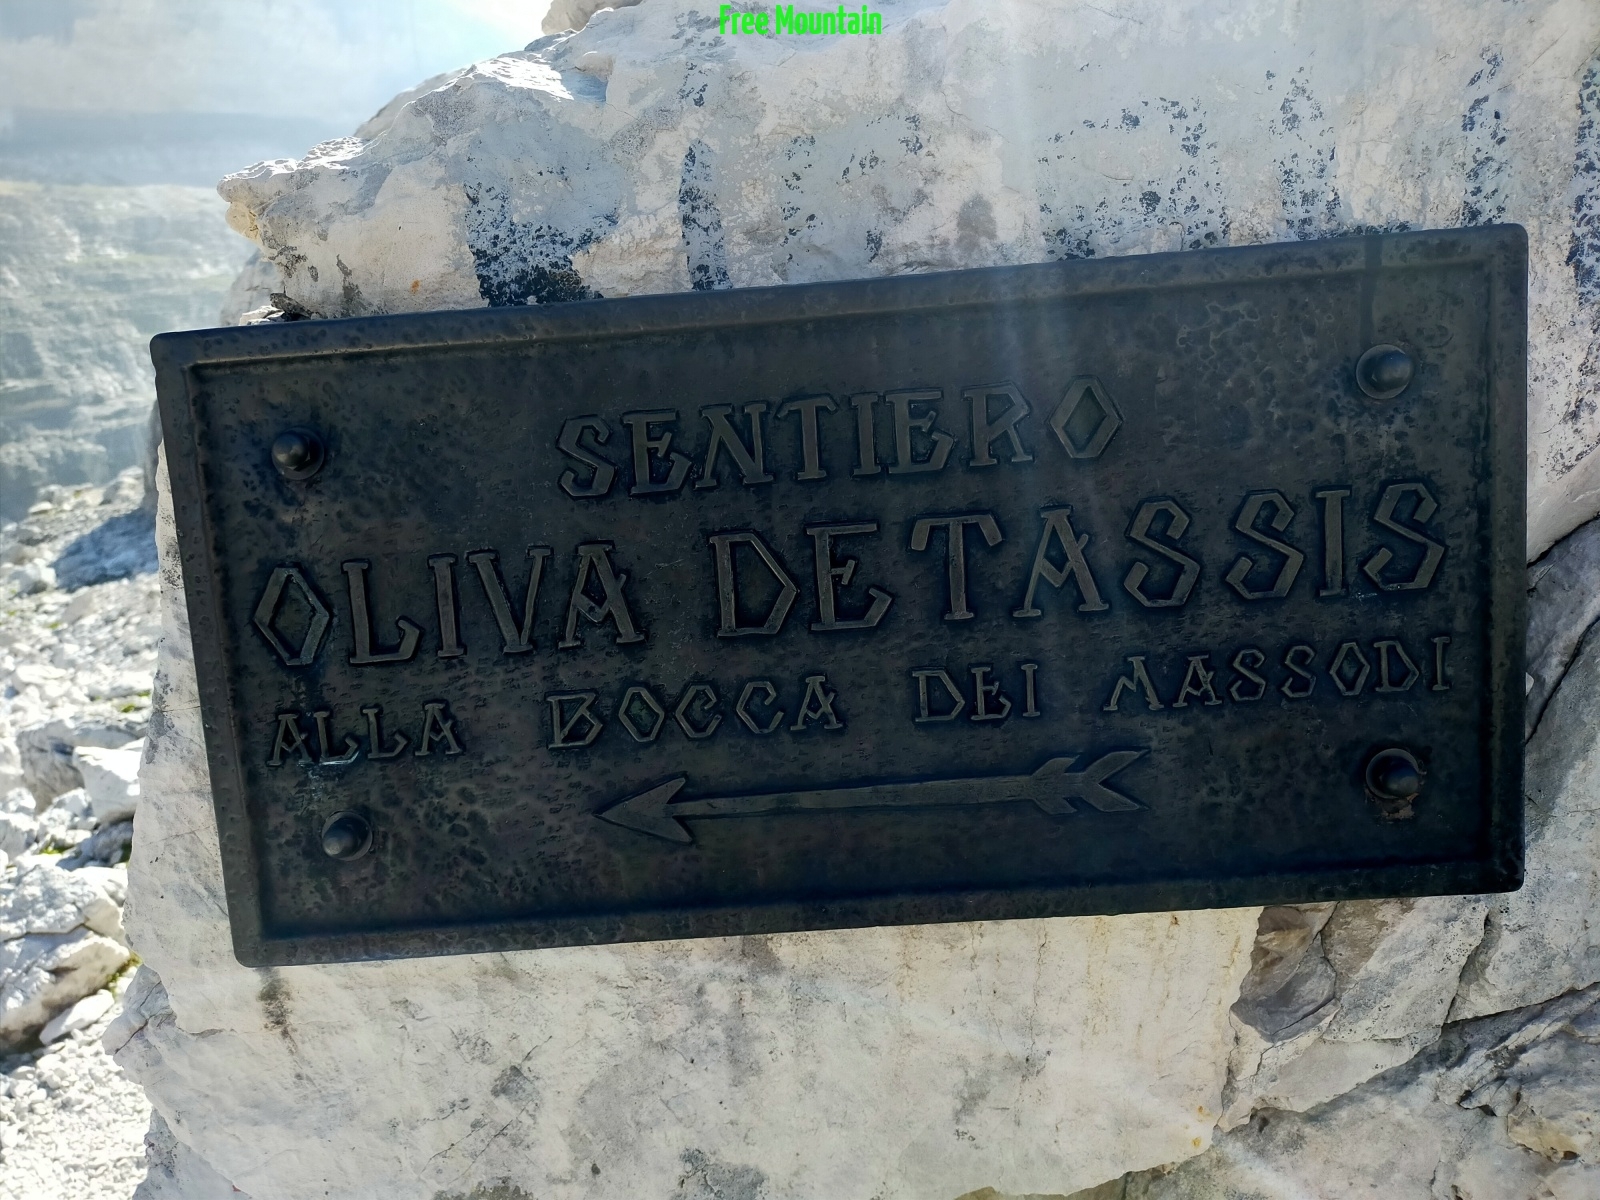 Free Mountain
SENTIERO
OLIVA DETASSIS
ALLA BOCCA DEI MASSODI